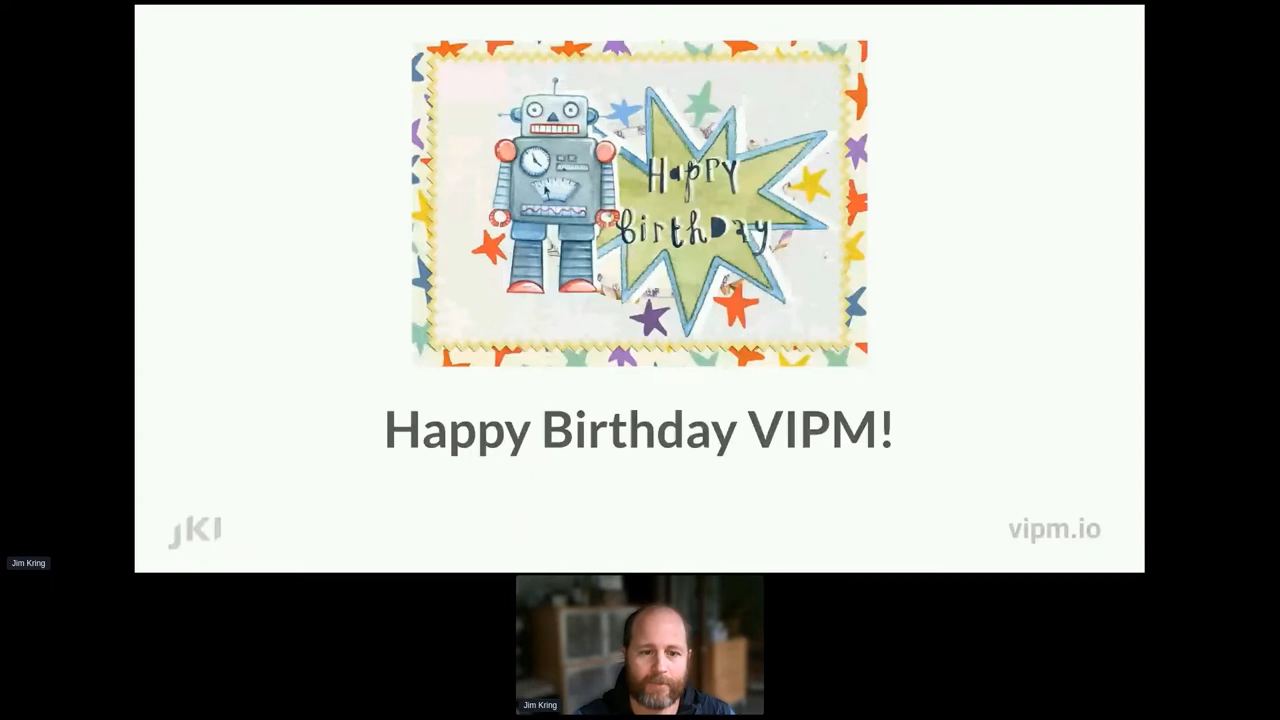 Happy
Birthday
Happy Birthday VIPM!
JKI
vipm.io
Jim Kring
Jim Kring